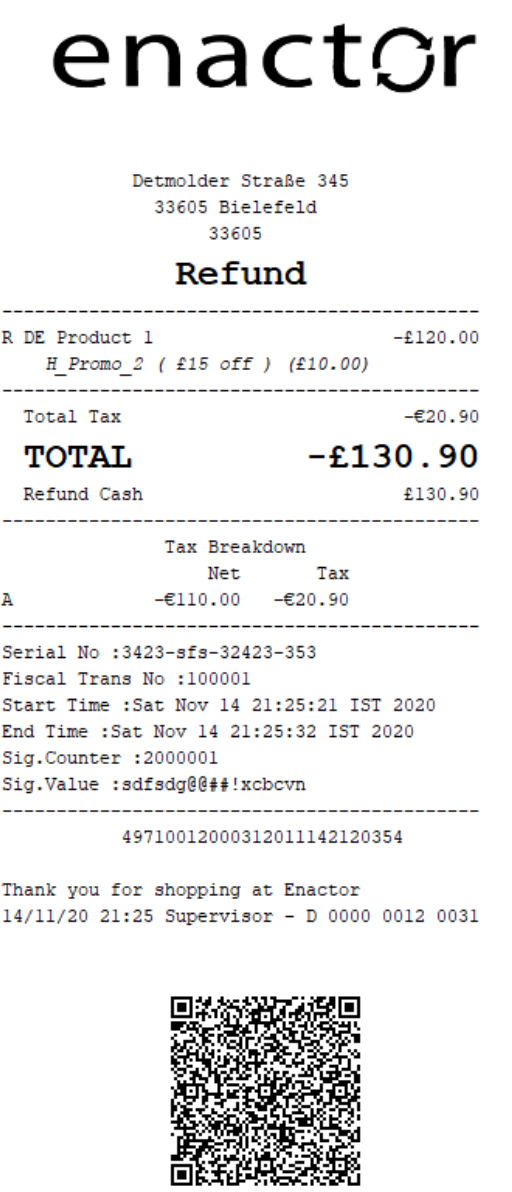 enactor
Detmolder Straße 345
33605 Bielefeld
33605
Refund
R DE Product 1 -£120.00
H_Promo_2 ( £15 off ) (£10.00)
Total Tax -€20.90
TOTAL -£130.90
Refund Cash £130.90
Tax Breakdown
Net Tax
A -€110.00 -€20.90
Serial No :3423-sfs-32423-353
Fiscal Trans No :100001
Start Time :Sat Nov 14 21:25:21 IST 2020
End Time :Sat Nov 14 21:25:32 IST 2020
Sig.Counter :2000001
Sig.Value :sdfsdg@@##!xcbcvn
49710012000312011142120354
Thank you for shopping at Enactor
14/11/20 21:25 Supervisor - D 0000 0012 0031